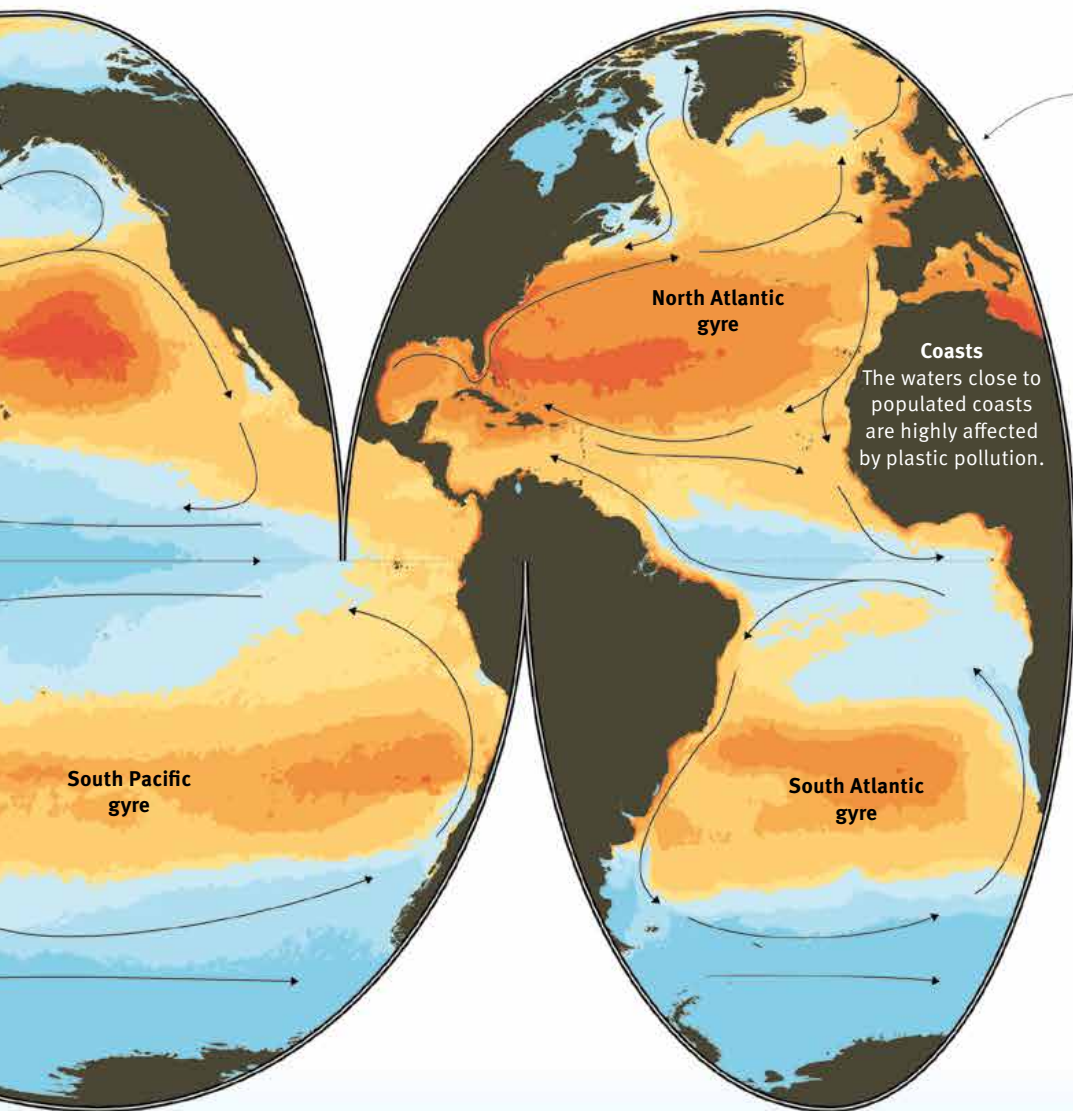 North Atlantic
gyre
Coasts
The waters close to
populated coasts
are highly affected
by plastic pollution.
South Pacific
gyre
South Atlantic
gyre